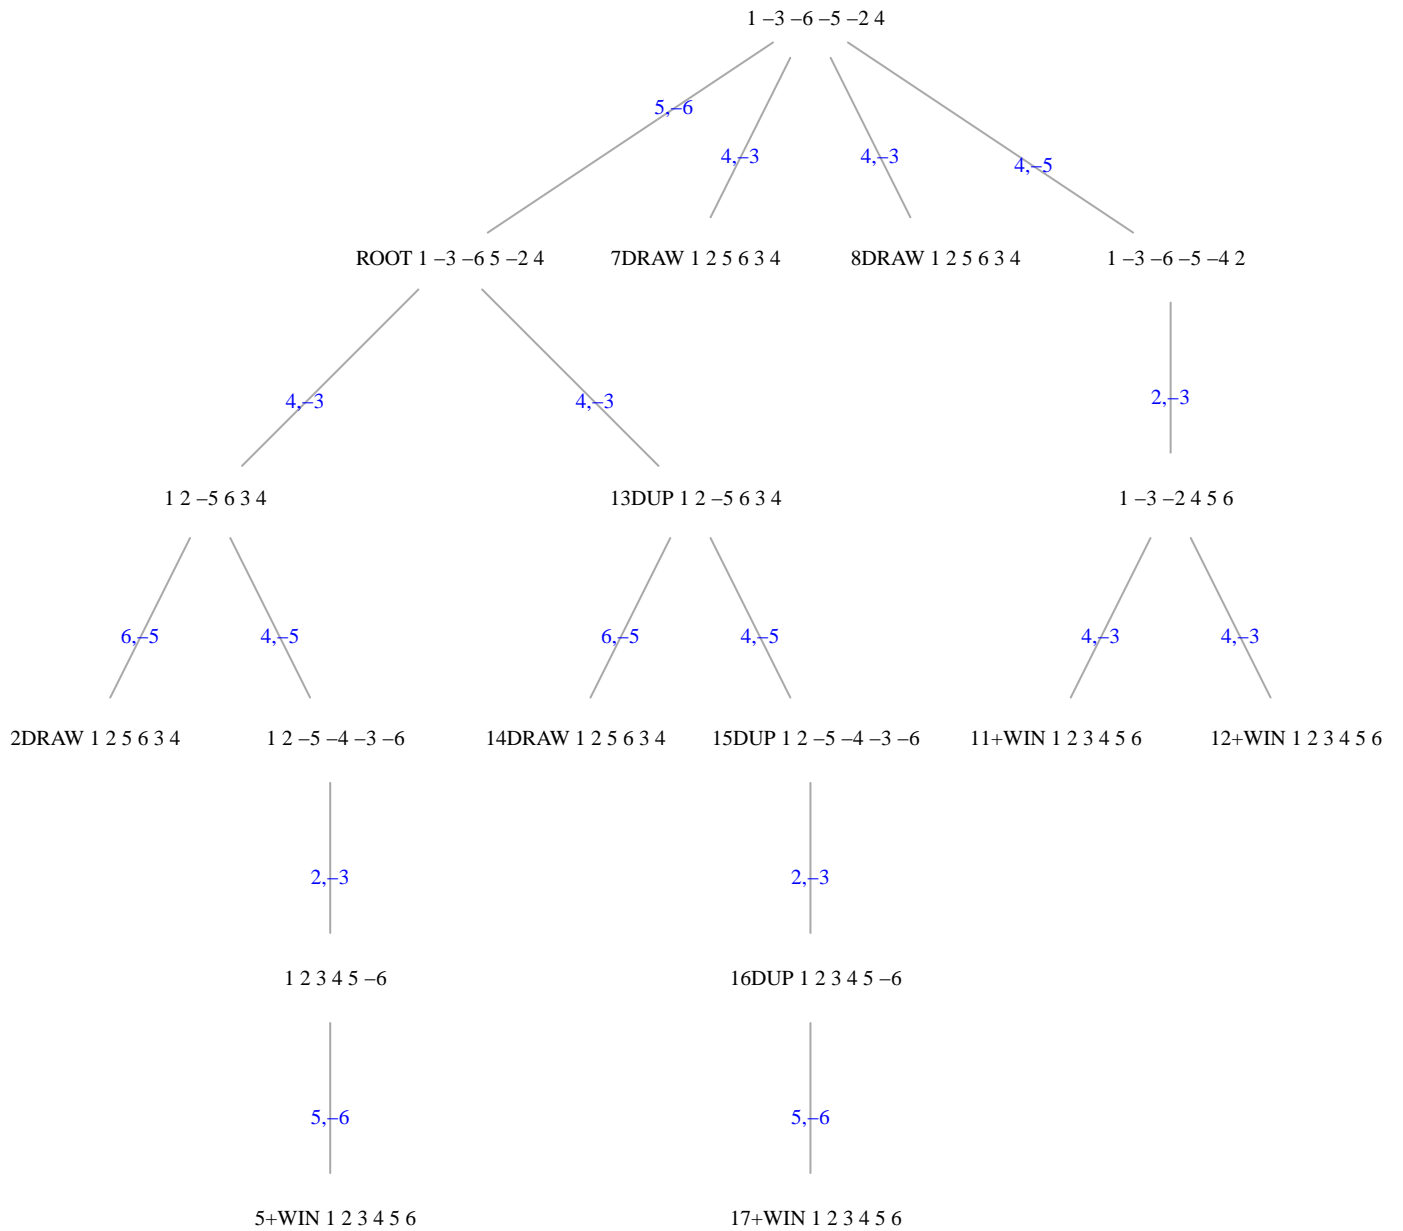 1 –3 –6 –5 –2 4
5,–6
4,–3
4,–3
4,–5
ROOT 1 –3 –6 5 –2 4
7DRAW 1 2 5 6 3 4
8DRAW 1 2 5 6 3 4
1 –3 –6 –5 –4 2
4,–3
4,–3
2,–3
1 2 –5 6 3 4
13DUP 1 2 –5 6 3 4
1 –3 –2 4 5 6
6,–5
4,–5
6,–5
4,–5
4,–3
4,–3
2DRAW 1 2 5 6 3 4
1 2 –5 –4 –3 –6
14DRAW 1 2 5 6 3 4
15DUP 1 2 –5 –4 –3 –6
11+WIN 1 2 3 4 5 6
12+WIN 1 2 3 4 5 6
2,–3
2,–3
1 2 3 4 5 –6
16DUP 1 2 3 4 5 –6
5,–6
5,–6
5+WIN 1 2 3 4 5 6
17+WIN 1 2 3 4 5 6